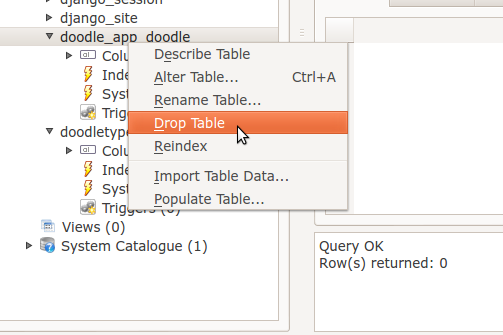 django_session
django_site
doodle_app_doodle
Colu
Inde
Syst
Trig
doodletype
Colu
Inde
Syst
Triggers (0)
Views (0)
System Catalogue (1)
Describe Table
Alter Table... Ctrl+A
Rename Table...
Drop Table
Reindex
Import Table Data...
Populate Table...
Query OK
Row(s) returned: 0